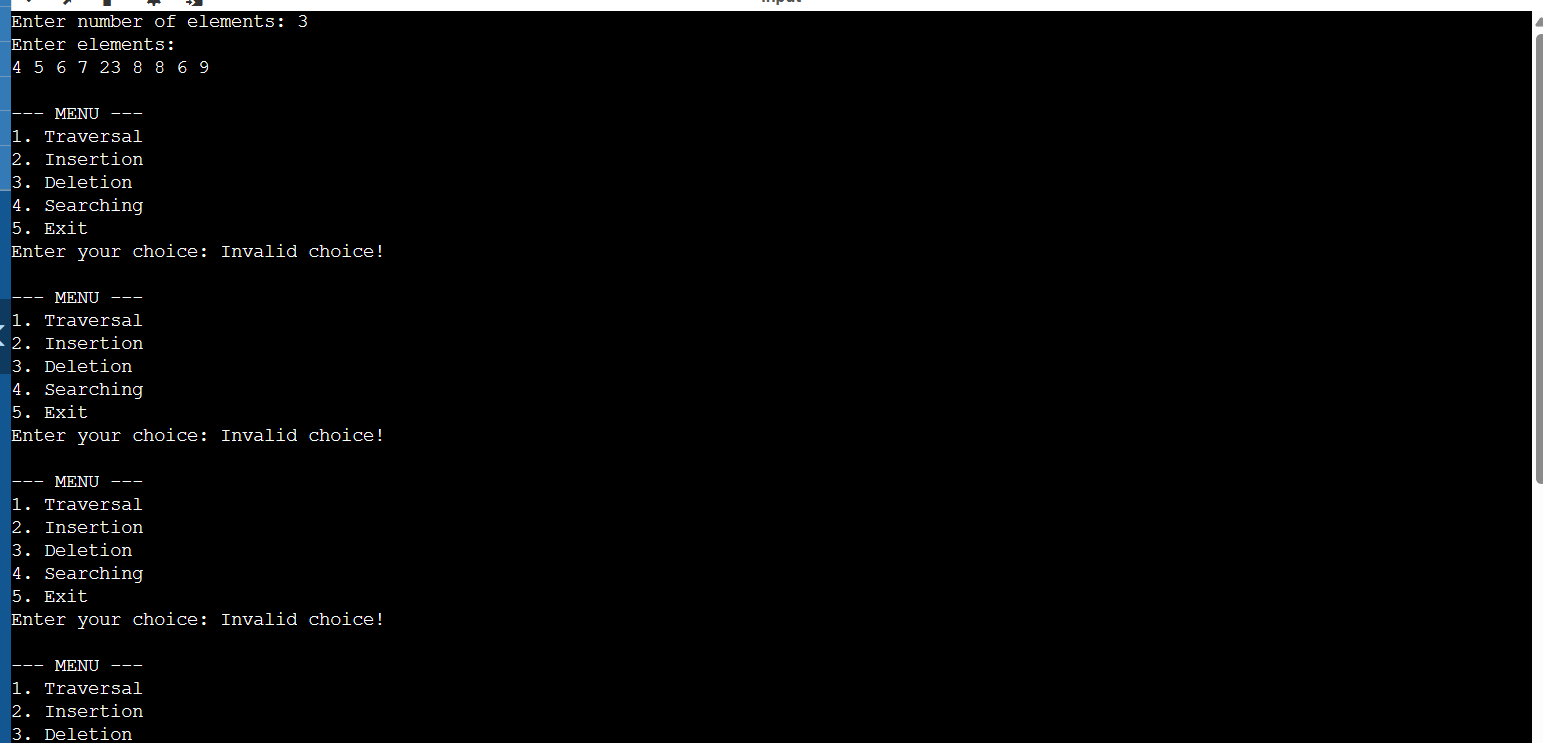 input
Enter number of elements: 3
Enter elements:
4 5 6 7 23 8 8 6 9
--- MENU ---
1. Traversal
2. Insertion
3. Deletion
4. Searching
5. Exit
Enter your choice: Invalid choice!
--- MENU ---
1. Traversal
2. Insertion
3. Deletion
4. Searching
5. Exit
Enter your choice: Invalid choice!
--- MENU ---
1. Traversal
2. Insertion
3. Deletion
4. Searching
5. Exit
Enter your choice: Invalid choice!
--- MENU ---
1. Traversal
2. Insertion
3. Deletion